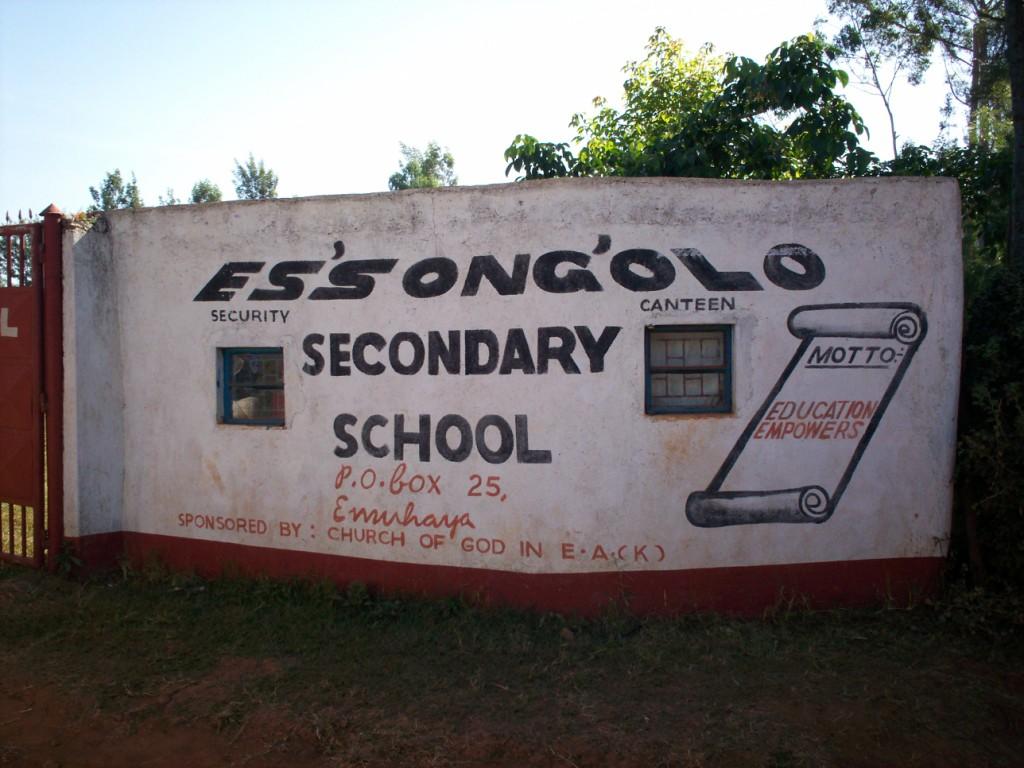 L
ES'SONG'OLO
SECURITY
CANTEEN
SECONDARY
SCHOOL
P.O.Box 25,
Emuhaya
SPONSORED BY: CHURCH OF GOD IN E.A.(K)
MOTTO:-
EDUCATION
EMPOWERS